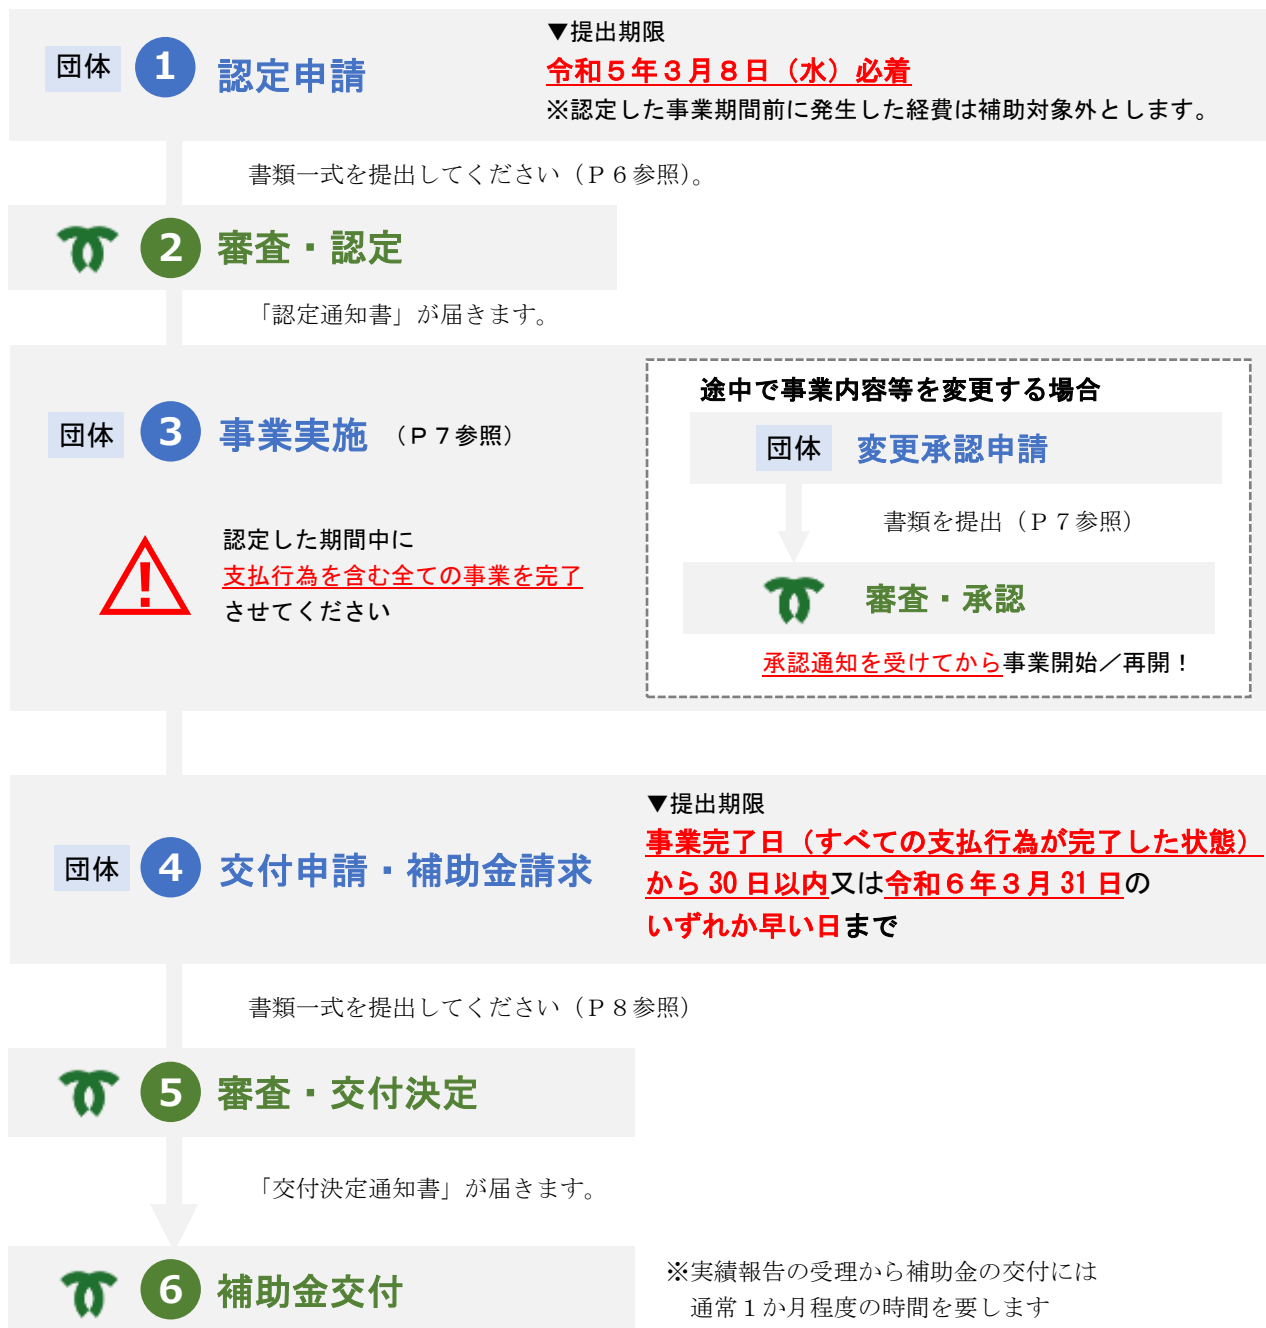 団体 1 認定申請
▼提出期限
令和５年３月８日（水）必着
※認定した事業期間前に発生した経費は補助対象外とします。
書類一式を提出してください（Ｐ６参照）。
2 審査・認定
「認定通知書」が届きます。
団体 3 事業実施 （Ｐ７参照）
認定した期間中に
支払行為を含む全ての事業を完了
させてください
途中で事業内容等を変更する場合
団体 変更承認申請
書類を提出（Ｐ７参照）
審査・承認
承認通知を受けてから事業開始／再開！
団体 4 交付申請・補助金請求
▼提出期限
事業完了日（すべての支払行為が完了した状態）
から 30 日以内又は令和６年３月 31 日の
いずれか早い日まで
書類一式を提出してください（Ｐ８参照）
5 審査・交付決定
「交付決定通知書」が届きます。
6 補助金交付
※実績報告の受理から補助金の交付には
通常１か月程度の時間を要します